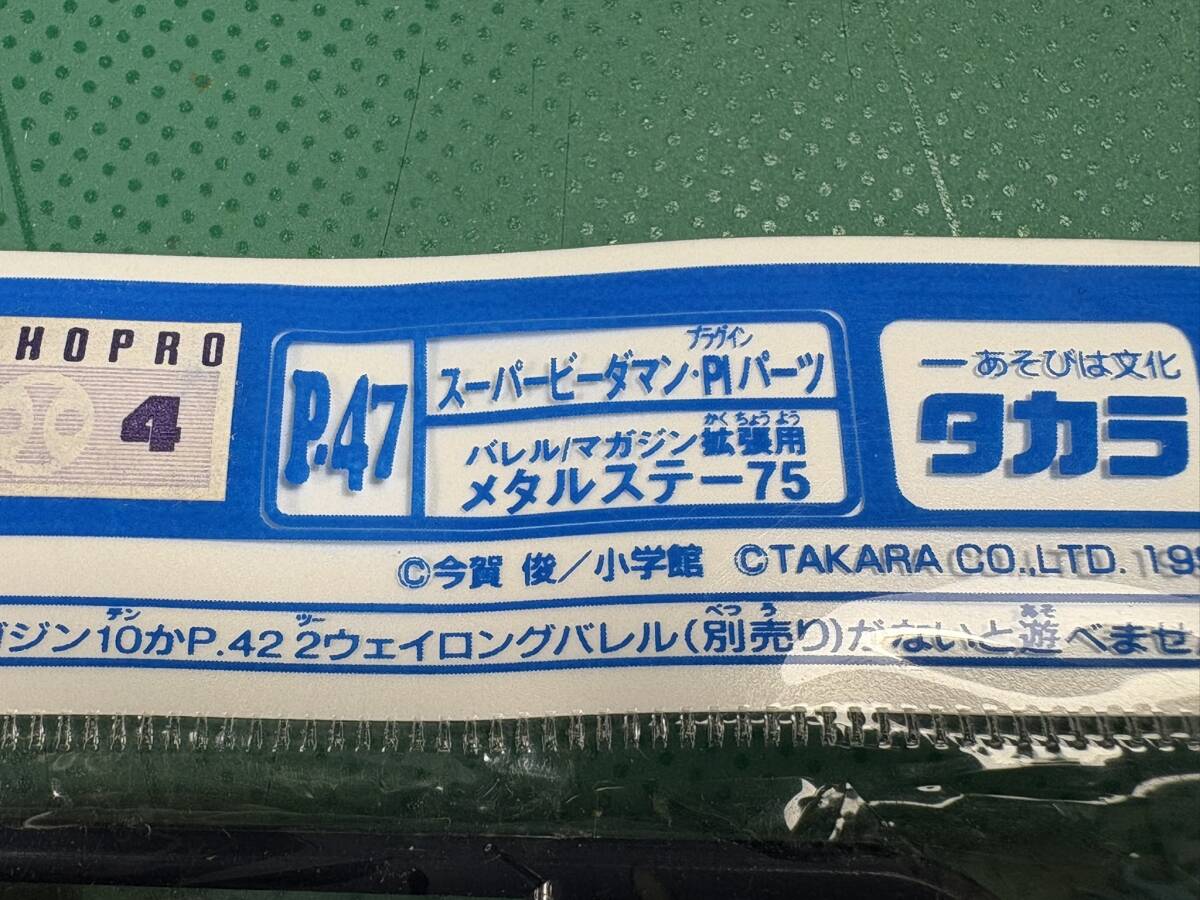 HOPRO
4
P.47
プラグイン
スーパービーダマン・PIパーツ
かくちょうよう
バレル/マガジン拡張用
メタルステー75
あそびは文化
タカラ
©今賀 俊／小学館 ©TAKARA CO.,LTD. 19
テン ツー べつ う あそ
ガジン10かP.42 2ウェイロングバレル(別売り)がないと遊べませ